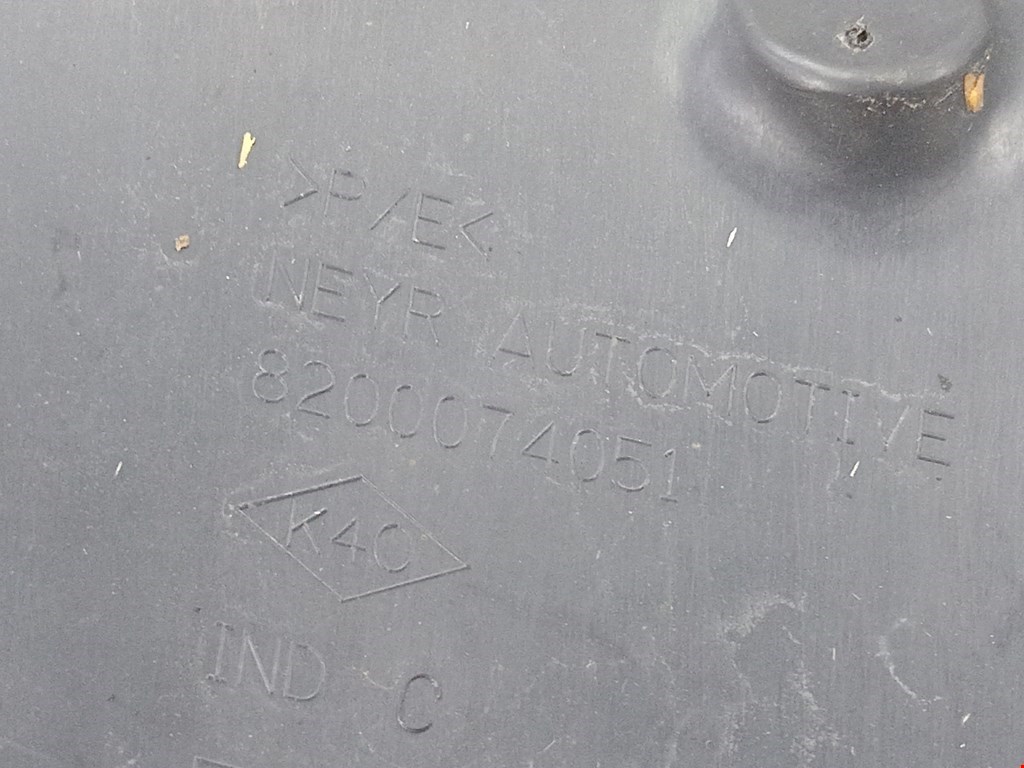 >P/E<
NEYR AUTOMOTIVE
8200074051
K40
IND C